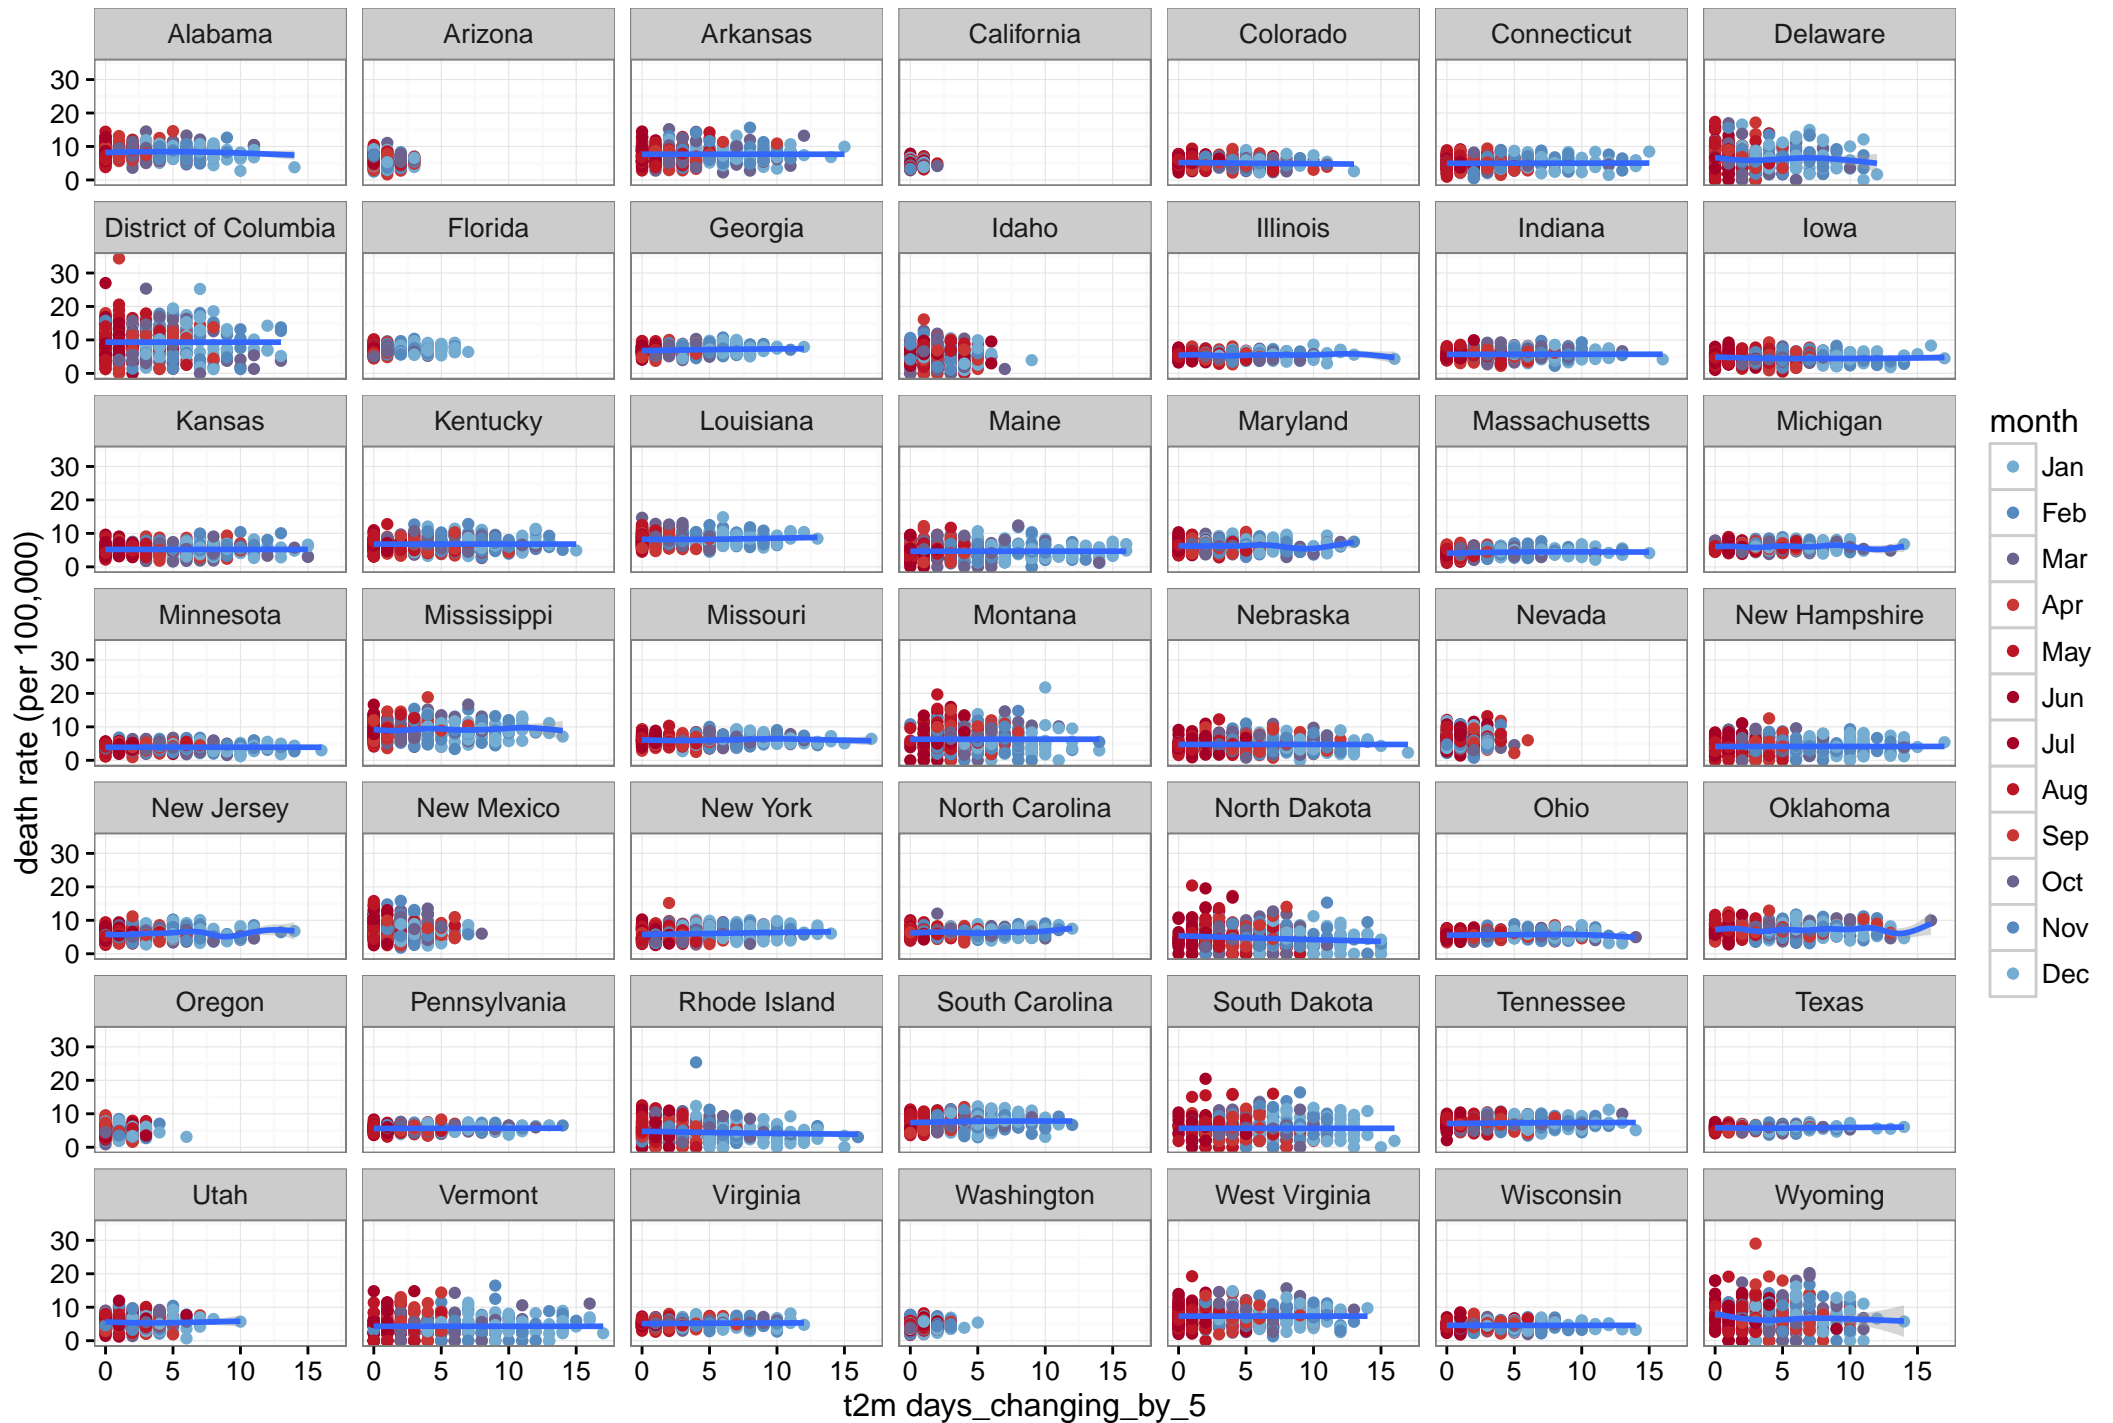 Alabama Arizona Arkansas California Colorado Connecticut Delaware
30
20
10
0
District of Columbia Florida Georgia Idaho Illinois Indiana Iowa
30
20
10
0
Kansas Kentucky Louisiana Maine Maryland Massachusetts Michigan
30
20
10
0
Minnesota Mississippi Missouri Montana Nebraska Nevada New Hampshire
30
20
10
0
New Jersey New Mexico New York North Carolina North Dakota Ohio Oklahoma
30
20
10
0
Oregon Pennsylvania Rhode Island South Carolina South Dakota Tennessee Texas
30
20
10
0
Utah Vermont Virginia Washington West Virginia Wisconsin Wyoming
30
20
10
0
0 5 10 15 0 5 10 15 0 5 10 15 0 5 10 15 0 5 10 15 0 5 10 15 0 5 10 15
t2m days_changing_by_5
death rate (per 100,000)
month
Jan
Feb
Mar
Apr
May
Jun
Jul
Aug
Sep
Oct
Nov
Dec